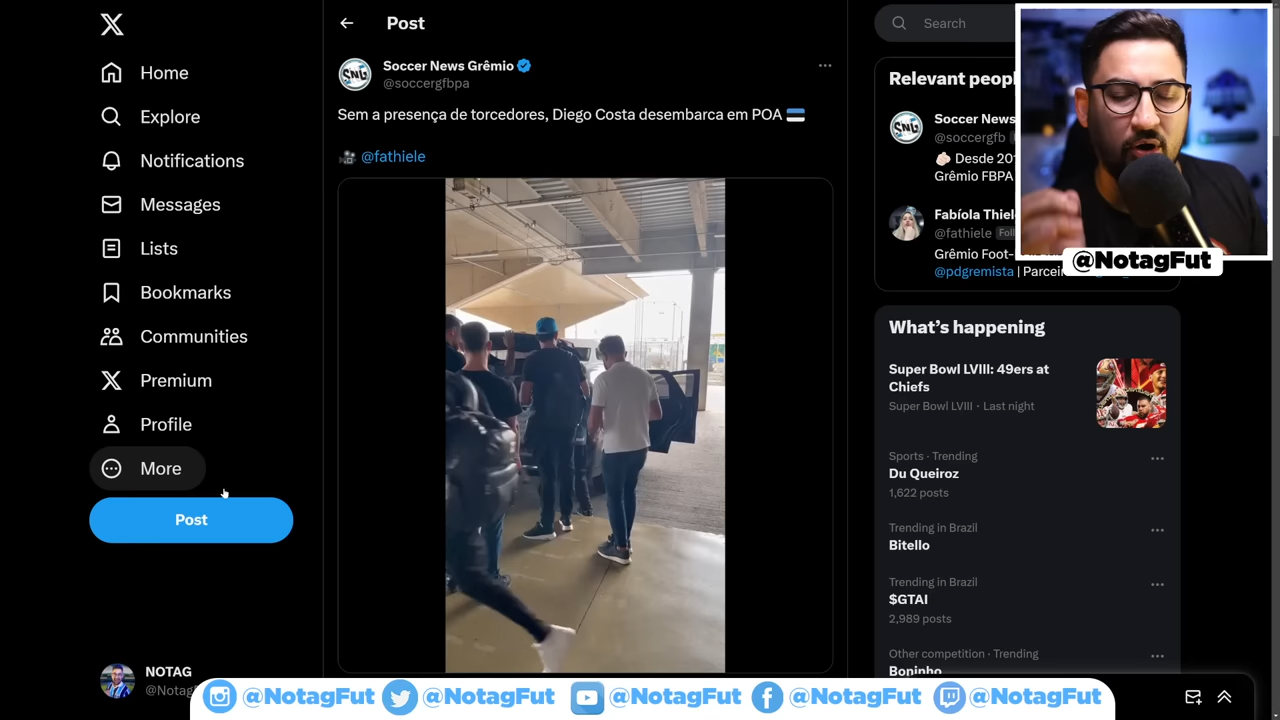 Home
Explore
Notifications
Messages
Lists
Bookmarks
Communities
Premium
Profile
More
Post
NOTAG
@Notag
Post
Soccer News Grêmio
@soccergfbpa
Sem a presença de torcedores, Diego Costa desembarca em POA
@fathiele
Search
Relevant peopl
Soccer News
@soccergfb
Desde 201
Grêmio FBPA
Fabíola Thiel
@fathiele Foll
Grêmio Foot-
@pdgremista | Parcei
@NotagFut
What's happening
Super Bowl LVIII: 49ers at
Chiefs
Super Bowl LVIII · Last night
Sports · Trending
Du Queiroz
1,622 posts
Trending in Brazil
Bitello
Trending in Brazil
$GTAI
2,989 posts
Other competition · Trending
Boninho
@NotagFut @NotagFut @NotagFut @NotagFut @NotagFut